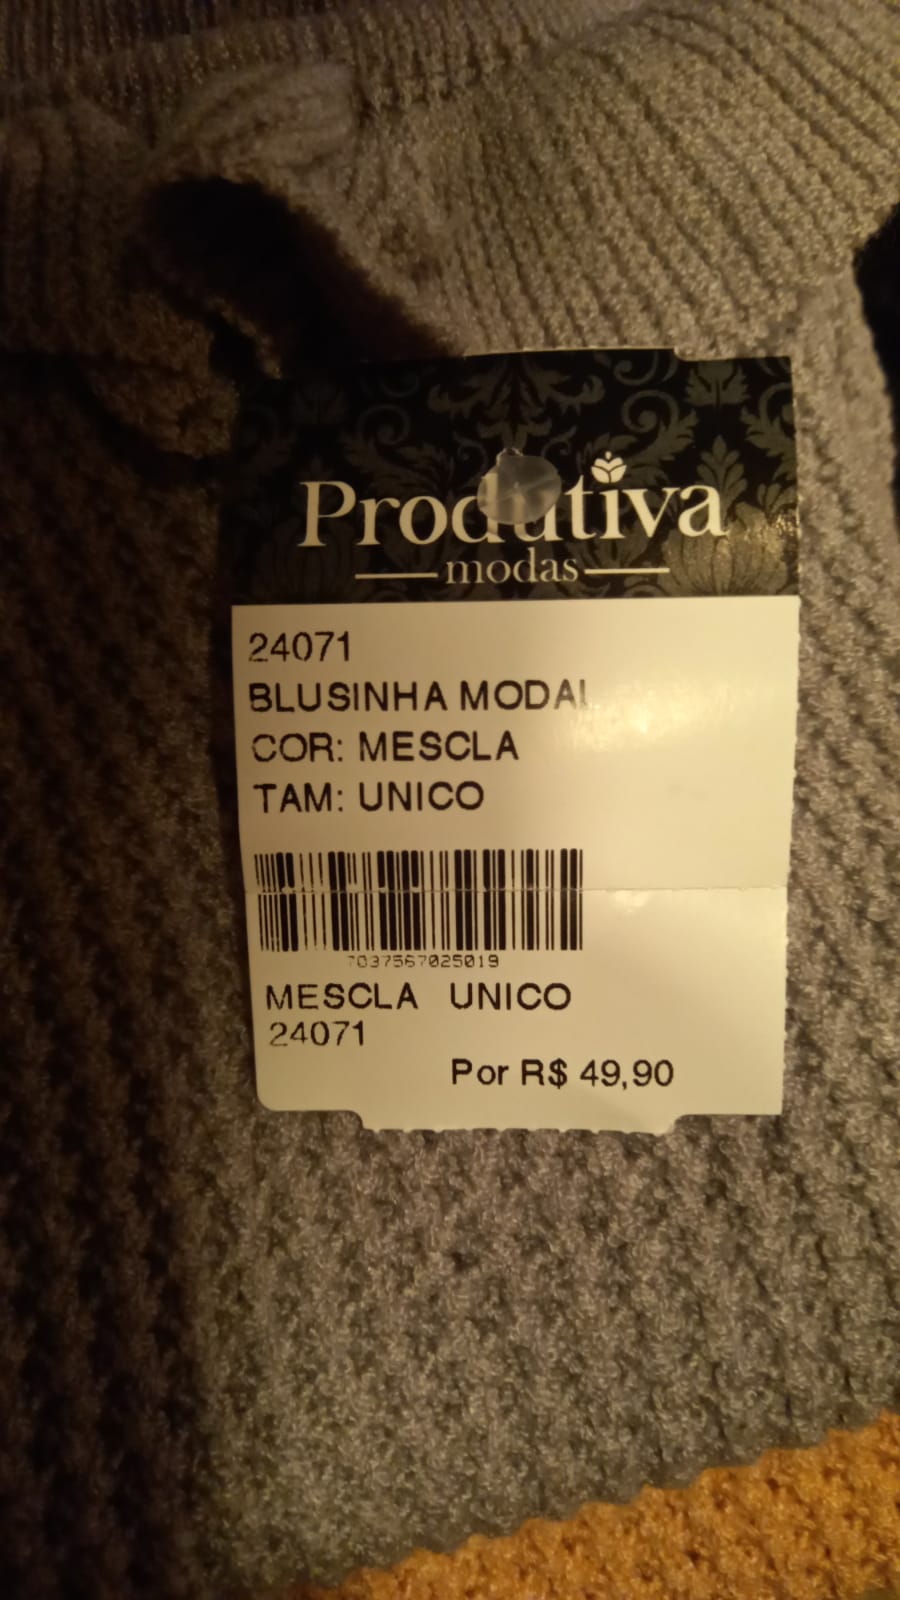 Produtiva
modas
24071
BLUSINHA MODAL
COR: MESCLA
TAM: UNICO
7037567025019
MESCLA UNICO
24071
Por R$ 49,90